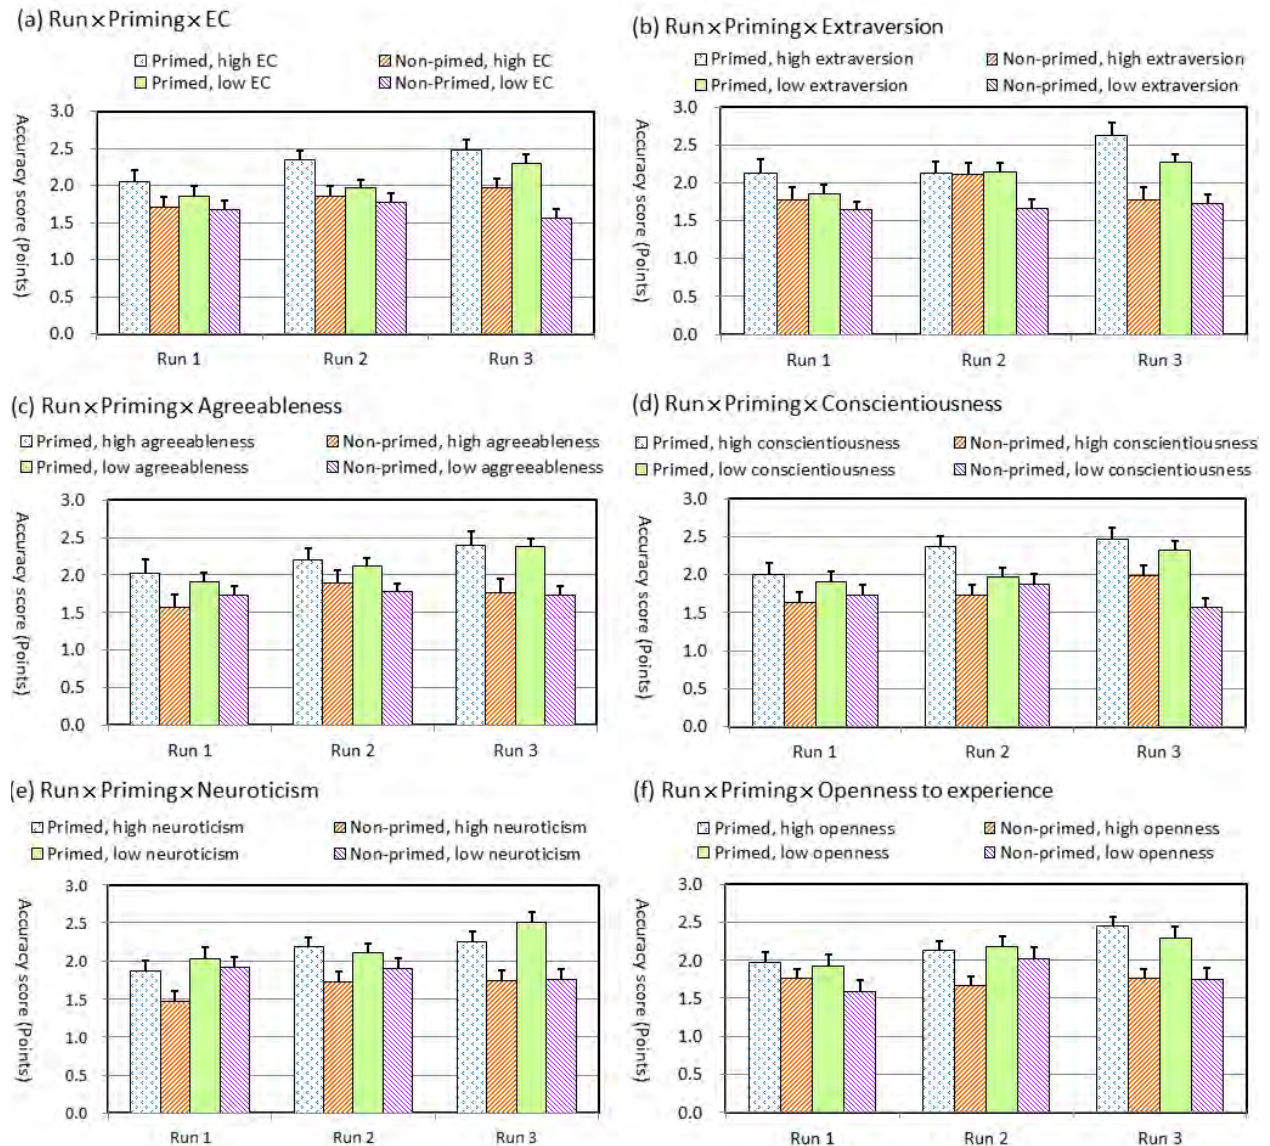 (a) Run × Priming × EC
Primed, high EC Non-pimed, high EC
Primed, low EC Non-Primed, low EC
Accuracy score (Points)
3.0
2.5
2.0
1.5
1.0
0.5
0.0
Run 1 Run 2 Run 3
(b) Run × Priming × Extraversion
Primed, high extraversion Non-primed, high extraversion
Primed, low extraversion Non-primed, low extraversion
Accuracy score (Points)
3.0
2.5
2.0
1.5
1.0
0.5
0.0
Run 1 Run 2 Run 3
(c) Run × Priming × Agreeableness
Primed, high agreeableness Non-primed, high agreeableness
Primed, low agreeableness Non-primed, low aggreeableness
Accuracy score (Points)
3.0
2.5
2.0
1.5
1.0
0.5
0.0
Run 1 Run 2 Run 3
(d) Run × Priming × Conscientiousness
Primed, high conscientiousness Non-primed, high conscientiousness
Primed, low conscientiousness Non-primed, low conscientiousness
Accuracy score (Points)
3.0
2.5
2.0
1.5
1.0
0.5
0.0
Run 1 Run 2 Run 3
(e) Run × Priming × Neuroticism
Primed, high neuroticism Non-primed, high neuroticism
Primed, low neuroticism Non-primed, low neuroticism
Accuracy score (Points)
3.0
2.5
2.0
1.5
1.0
0.5
0.0
Run 1 Run 2 Run 3
(f) Run × Priming × Openness to experience
Primed, high openness Non-primed, high openness
Primed, low openness Non-primed, low openness
Accuracy score (Points)
3.0
2.5
2.0
1.5
1.0
0.5
0.0
Run 1 Run 2 Run 3